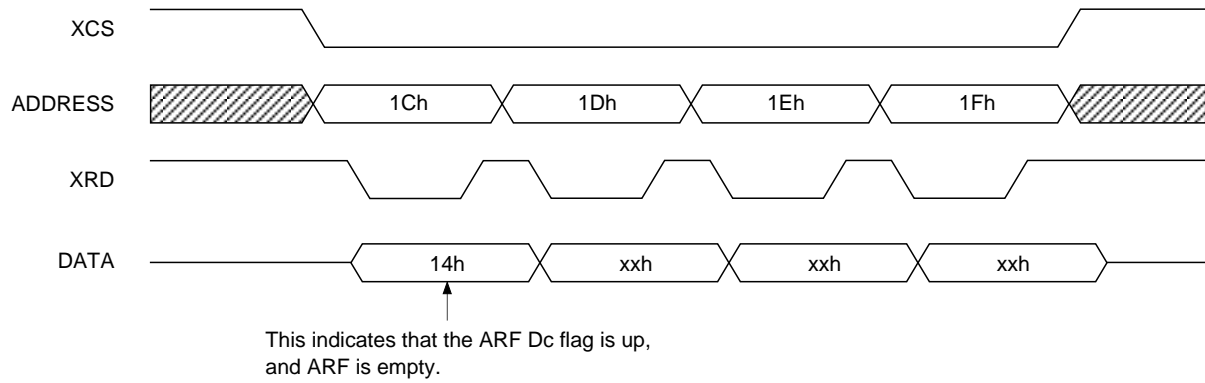 XCS
ADDRESS 1Ch 1Dh 1Eh 1Fh
XRD
DATA 14h xxh xxh xxh
This indicates that the ARF Dc flag is up,
and ARF is empty.